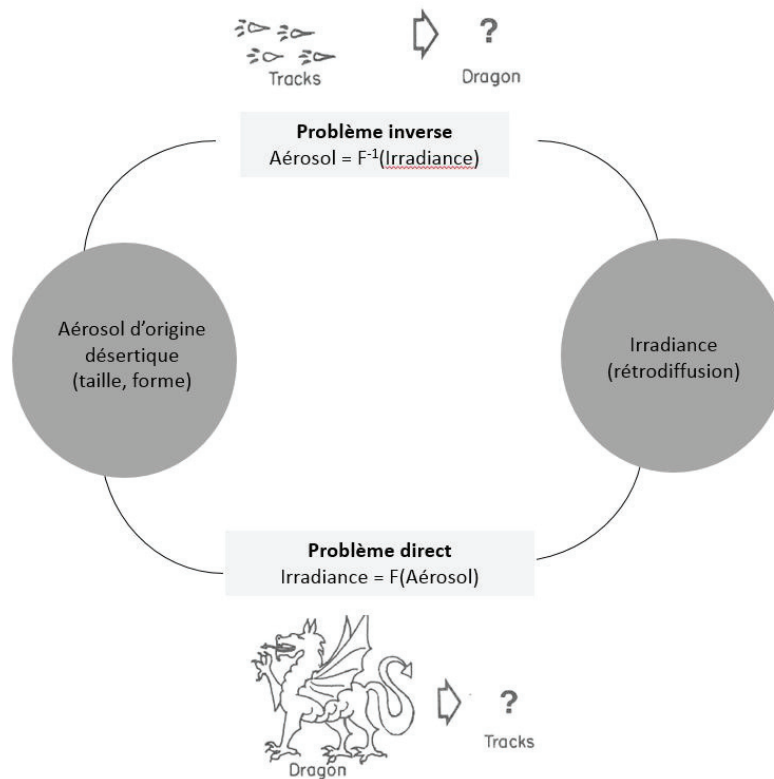 ?
Tracks
Dragon
Problème inverse
Aérosol = F-1(Irradiance)
Aérosol d'origine
désertique
(taille, forme)
Irradiance
(rétrodiffusion)
Problème direct
Irradiance = F(Aérosol)
?
Tracks
Dragon